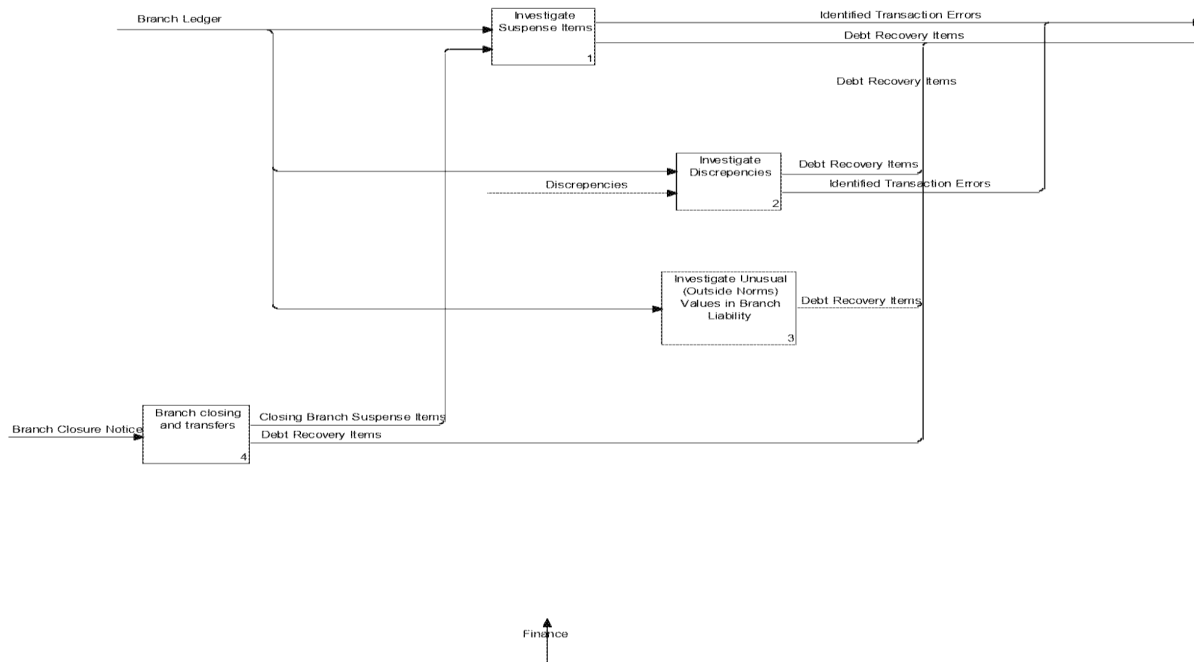 Branch Ledger
Investigate
Suspense Items
1
Identified Transaction Errors
Debt Recovery Items
Debt Recovery Items
Investigate
Discrepencies
2
Debt Recovery Items
Discrepencies
Identified Transaction Errors
Investigate Unusual
(Outside Norms)
Values in Branch
Liability
3
Debt Recovery Items
Branch closing
and transfers
4
Closing Branch Suspense Items
Branch Closure Notice
Debt Recovery Items
Finance